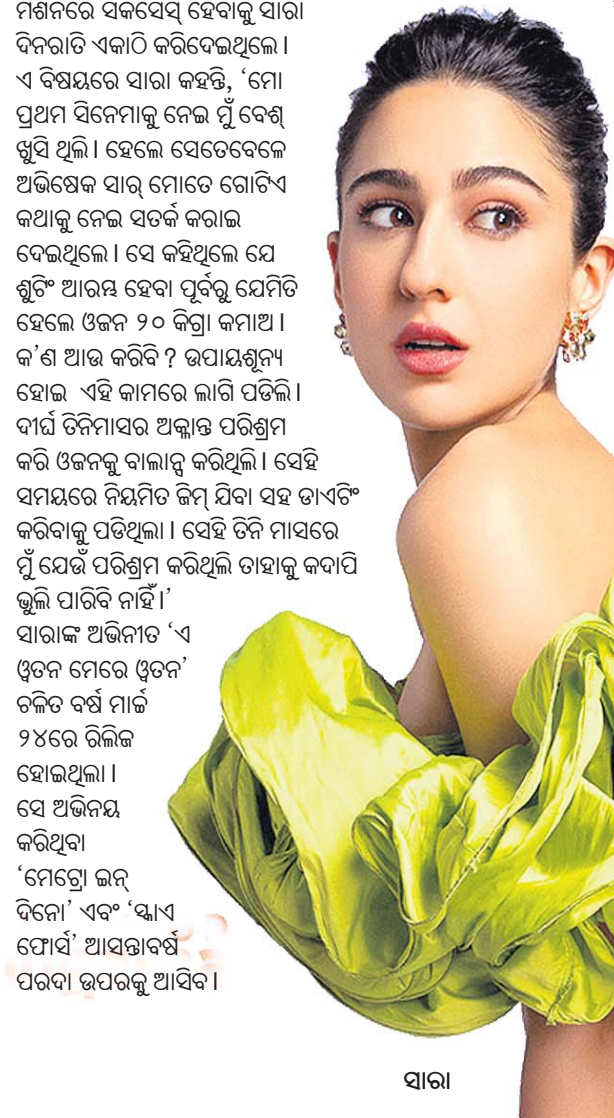 ମିଶନରେ ସକସେସ୍ ହେବାକୁ ସାରା
ଦିନରାତି ଏକାଠି କରିଦେଇଥିଲେ।
ଏ ବିଷୟରେ ସାରା କହନ୍ତି, ‘ମୋ
ପ୍ରଥମ ସିନେମାକୁ ନେଇ ମୁଁ ବେଶ୍
ଖୁସି ଥିଲି। ହେଲେ ସେତେବେଳେ
ଅଭିଷେକ ସାର୍ ମୋତେ ଗୋଟିଏ
କଥାକୁ ନେଇ ସତର୍କ କରାଇ
ଦେଇଥିଲେ। ସେ କହିଥିଲେ ଯେ
ଶୁଟିଂ ଆରମ୍ଭ ହେବା ପୂର୍ବରୁ ଯେମିତି
ହେଲେ ଓଜନ ୨୦ କିଗ୍ରା କମାଅ।
କ’ଣ ଆଉ କରିବି ? ଉପାୟଶୂନ୍ୟ
ହୋଇ ଏହି କାମରେ ଲାଗି ପଡିଲି।
ଦୀର୍ଘ ତିନିମାସର ଅକ୍ଳାନ୍ତ ପରିଶ୍ରମ
କରି ଓଜନକୁ ବାଲାନ୍ସ କରିଥିଲି। ସେହି
ସମୟରେ ନିୟମିତ ଜିମ୍ ଯିବା ସହ ଡାଏଟିଂ
କରିବାକୁ ପଡିଥିଲା। ସେହି ତିନି ମାସରେ
ମୁଁ ଯେଉଁ ପରିଶ୍ରମ କରିଥିଲି ତାହାକୁ କଦାପି
ଭୁଲି ପାରିବି ନାହିଁ।’
ସାରାଙ୍କ ଅଭିନୀତ ‘ଏ
ୱତନ ମେରେ ୱତନ’
ଚଳିତ ବର୍ଷ ମାର୍ଚ୍ଚ
୨୪ରେ ରିଲିଜ
ହୋଇଥିଲା।
ସେ ଅଭିନୟ
କରିଥିବା
‘ମେଟ୍ରୋ ଇନ୍
ଦିନୋ’ ଏବଂ ‘ସ୍କାଏ
ଫୋର୍ସ’ ଆସନ୍ତାବର୍ଷ
ପରଦା ଉପରକୁ ଆସିବ।
ସାରା